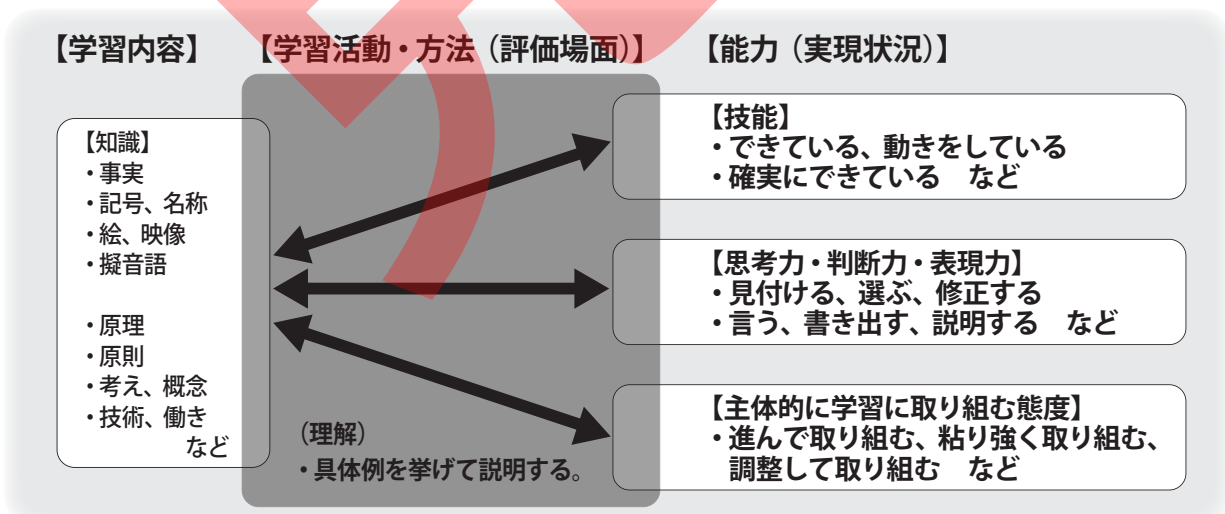 【学習内容】
【学習活動・方法（評価場面）】
【能力（実現状況）】
【知識】
・事実
・記号、名称
・絵、映像
・擬音語
・原理
・原則
・考え、概念
・技術、働き
など
（理解）
・具体例を挙げて説明する。
【技能】
・できている、動きをしている
・確実にできている　など
【思考力・判断力・表現力】
・見付ける、選ぶ、修正する
・言う、書き出す、説明する　など
【主体的に学習に取り組む態度】
・進んで取り組む、粘り強く取り組む、
調整して取り組む　など